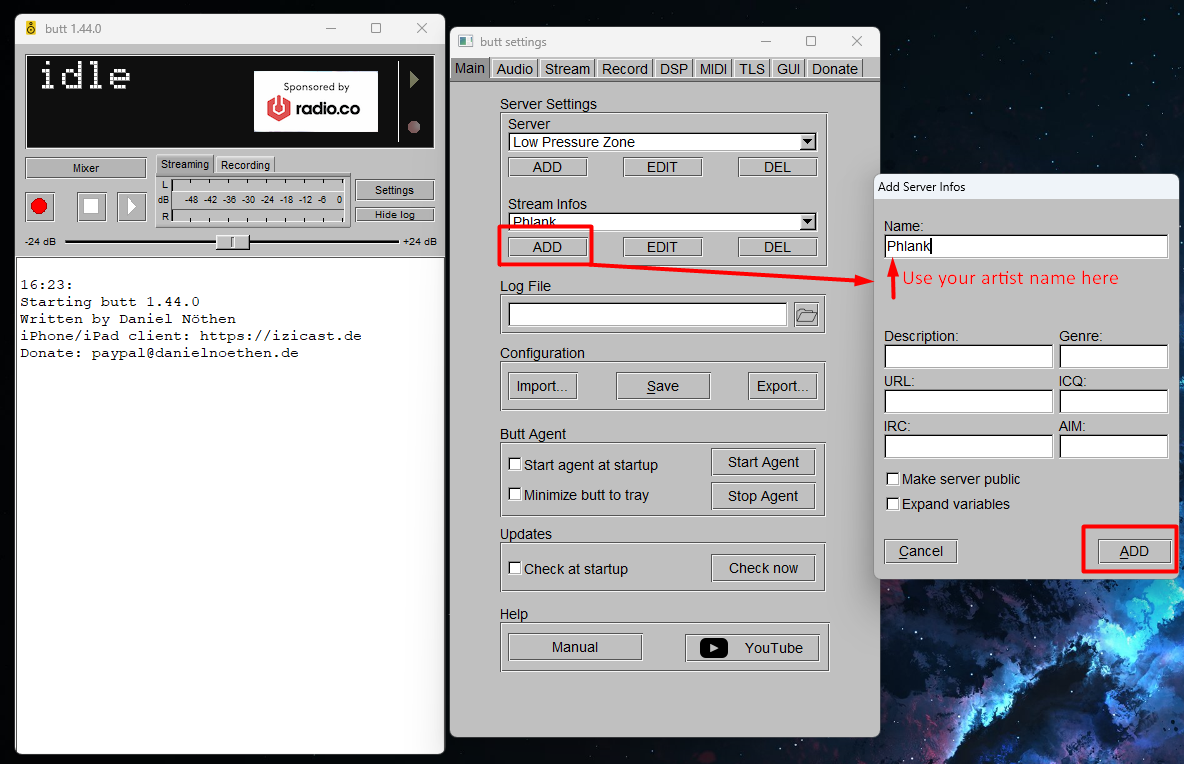 butt 1.44.0
idle
Sponsored by
radio.co
Mixer
Streaming
Recording
L
dB -48 -42 -36 -30 -24 -18 -12 -6 0
R
Settings
Hide log
-24 dB
+24 dB
16:23:
Starting butt 1.44.0
Written by Daniel Nöthen
iPhone/iPad client: https://izicast.de
Donate: paypal@danielnoethen.de
butt settings
Main Audio Stream Record DSP MIDI TLS GUI Donate
Server Settings
Server
Low Pressure Zone
ADD EDIT DEL
Stream Infos
Phlank
ADD EDIT DEL
Log File
Configuration
Import... Save Export...
Butt Agent
Start agent at startup
Start Agent
Minimize butt to tray
Stop Agent
Updates
Check at startup
Check now
Help
Manual
YouTube
Add Server Infos
Name:
Phlank
Use your artist name here
Description: Genre:
URL: ICQ:
IRC: AIM:
Make server public
Expand variables
Cancel ADD